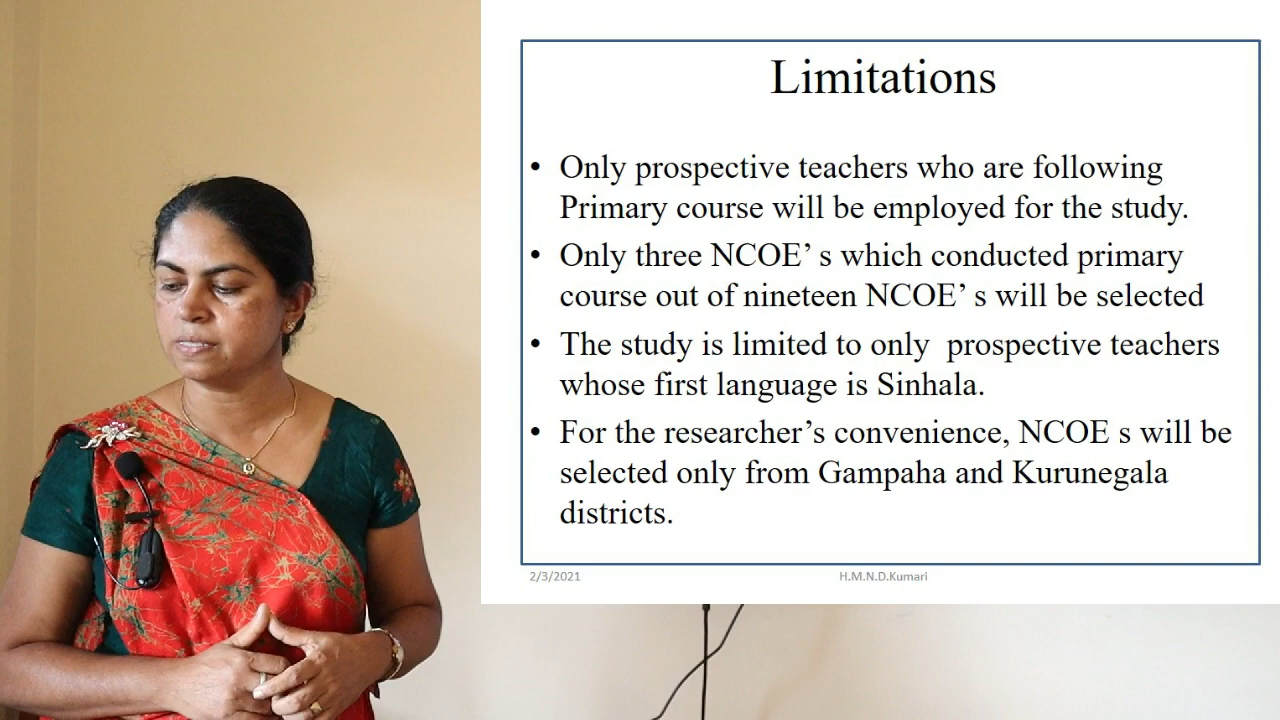 Limitations
• Only prospective teachers who are following
Primary course will be employed for the study.
• Only three NCOE’ s which conducted primary
course out of nineteen NCOE’ s will be selected
• The study is limited to only  prospective teachers
whose first language is Sinhala.
• For the researcher’s convenience, NCOE s will be
selected only from Gampaha and Kurunegala
districts.
2/3/2021 H.M.N.D.Kumari